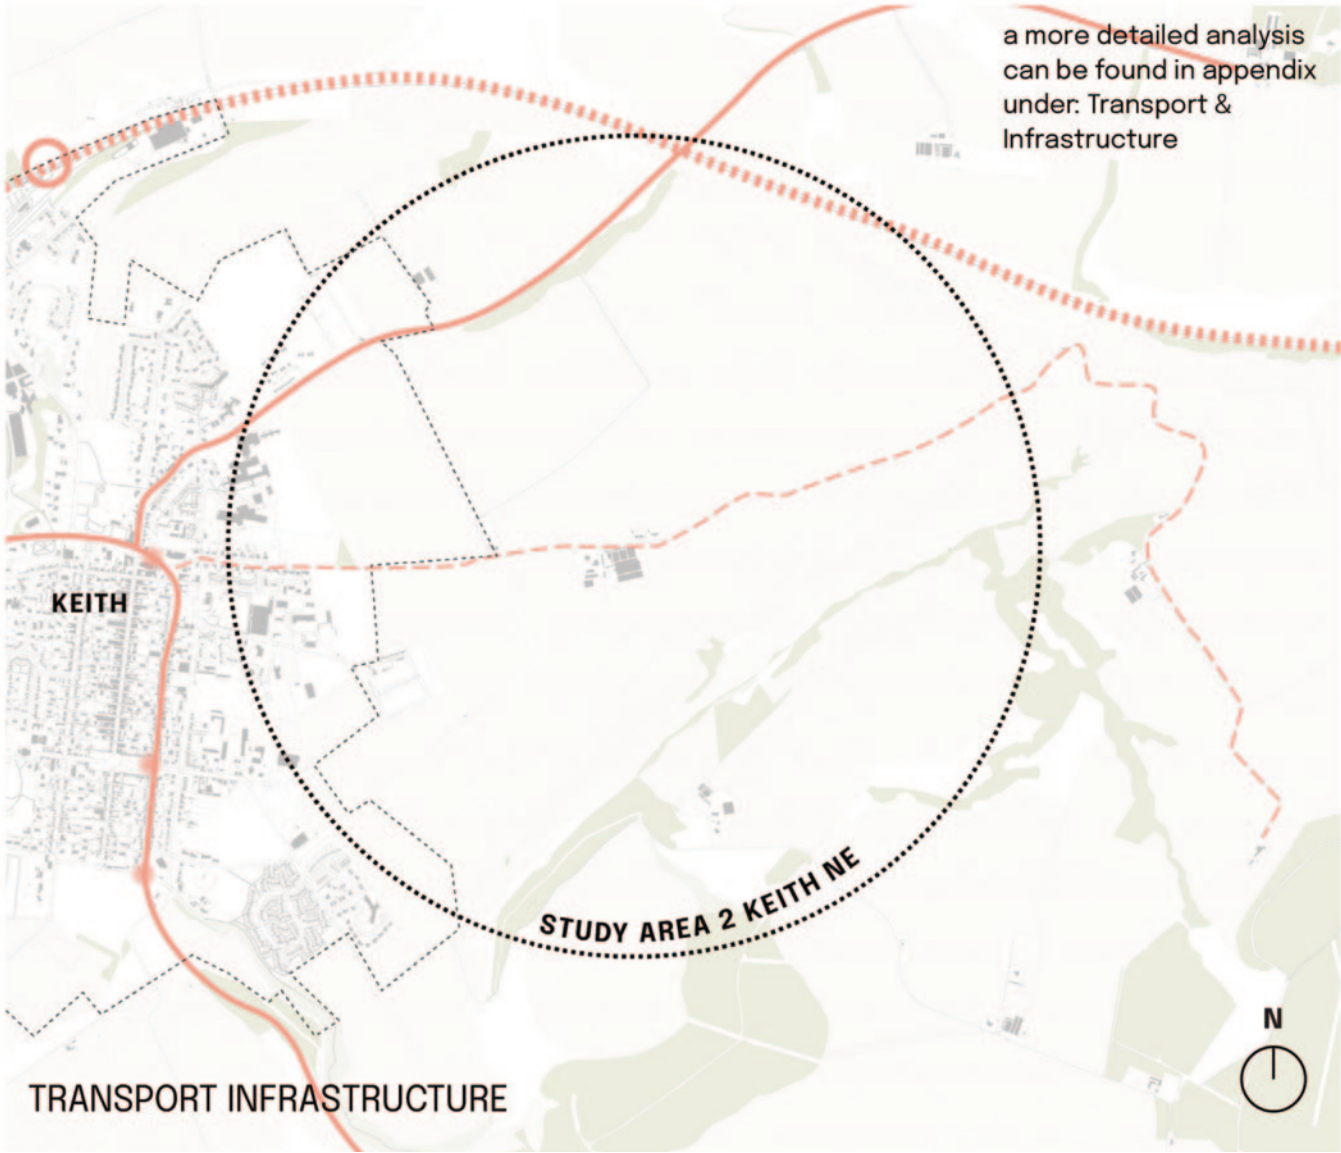 a more detailed analysis
can be found in appendix
under: Transport &
Infrastructure
KEITH
STUDY AREA 2 KEITH NE
N
TRANSPORT INFRASTRUCTURE